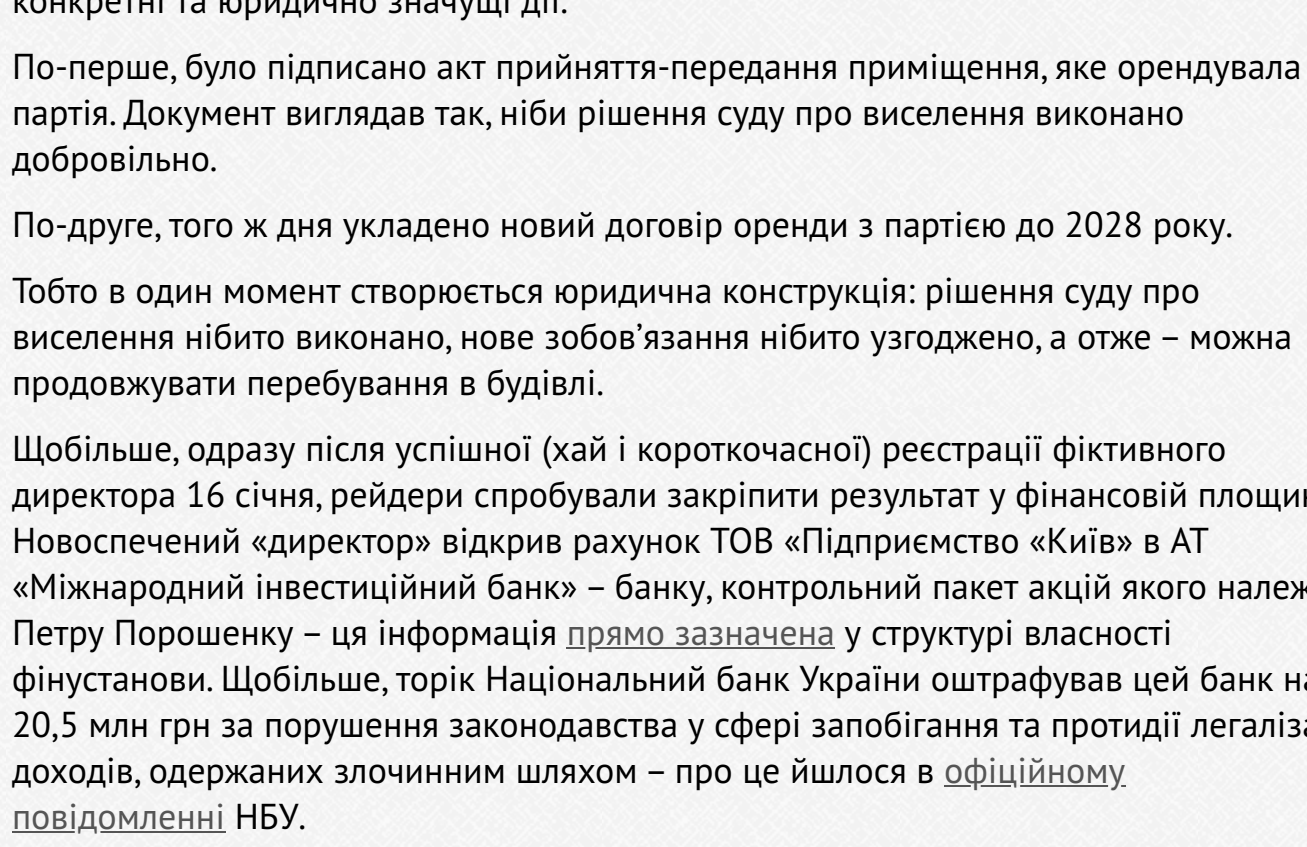 конкретні та юридично значущі дії.
По-перше, було підписано акт прийняття-передання приміщення, яке орендувала
партія. Документ виглядав так, ніби рішення суду про виселення виконано
добровільно.
По-друге, того ж дня укладено новий договір оренди з партією до 2028 року.
Тобто в один момент створюється юридична конструкція: рішення суду про
виселення нібито виконано, нове зобов’язання нібито узгоджено, а отже – можна
продовжувати перебування в будівлі.
Щобільше, одразу після успішної (хай і короткочасної) реєстрації фіктивного
директора 16 січня, рейдери спробували закріпити результат у фінансовій
Новоспечений «директор» відкрив рахунок ТОВ «Підприємство «Київ» в АТ
«Міжнародний інвестиційний банк» – банку, контрольний пакет акцій якого
Петру Порошенку – ця інформація прямо зазначена у структурі власності
фінустанови. Щобільше, торік Національний банк України оштрафував цей банк на
20,5 млн грн за порушення законодавства у сфері запобігання та протидії
доходів, одержаних злочинним шляхом – про це йшлося в офіційному
повідомленні НБУ.